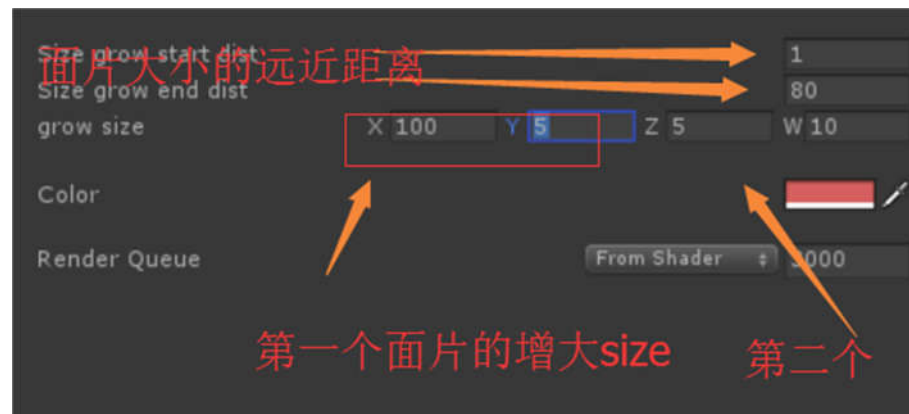 Size grow start dist 1
面片大小的远近距离
Size grow end dist 80
grow size X 100 Y 5 Z 5 W 10
Color
Render Queue From Shader 3000
第一个面片的增大size 第二个